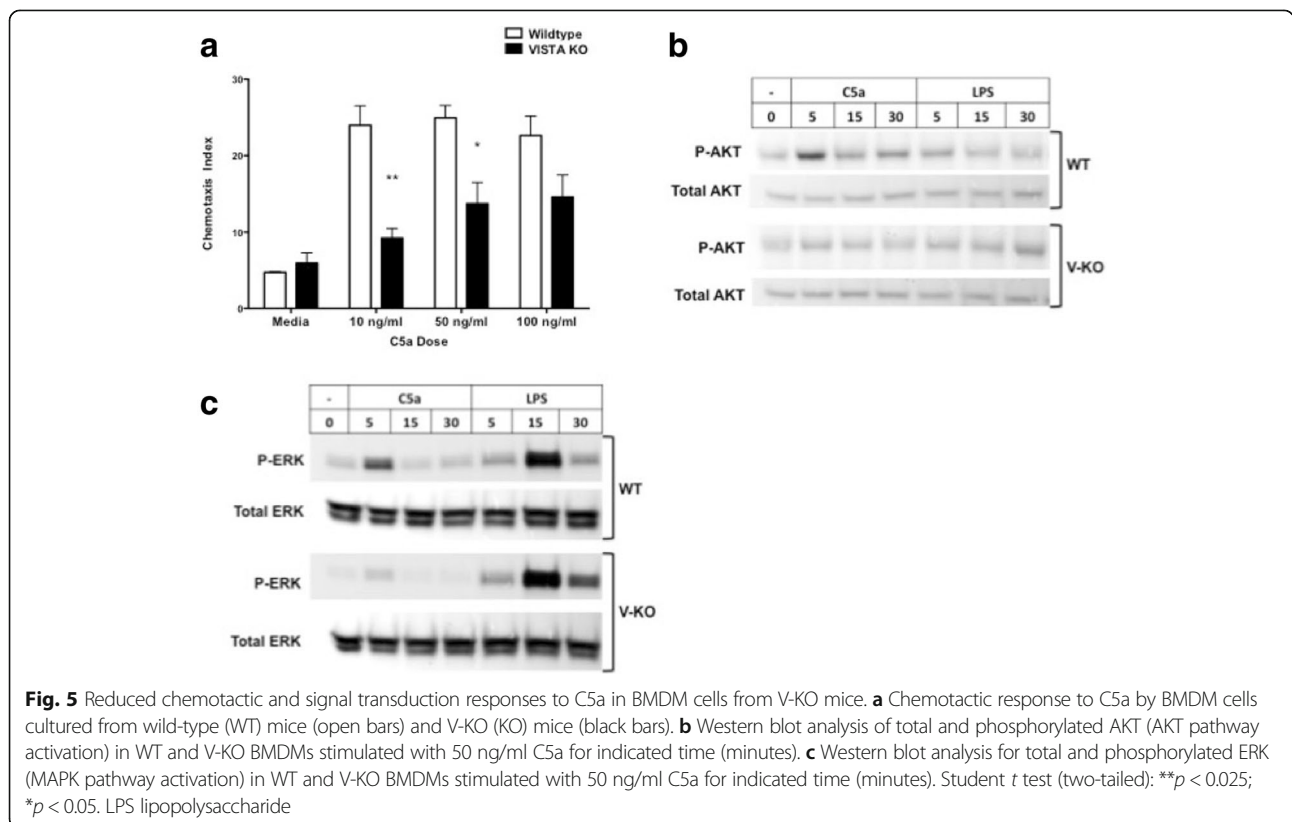 a
Wildtype
VISTA KO
30
20
10
0
Chemotaxis Index
**
*
Media 10 ng/ml 50 ng/ml 100 ng/ml
C5a Dose
b
- C5a LPS
0 5 15 30 5 15 30
P-AKT
Total AKT
WT
P-AKT
Total AKT
V-KO
c
- C5a LPS
0 5 15 30 5 15 30
P-ERK
Total ERK
WT
P-ERK
Total ERK
V-KO
Fig. 5 Reduced chemotactic and signal transduction responses to C5a in BMDM cells from V-KO mice. a Chemotactic response to C5a by BMDM cells
cultured from wild-type (WT) mice (open bars) and V-KO (KO) mice (black bars). b Western blot analysis of total and phosphorylated AKT (AKT pathway
activation) in WT and V-KO BMDMs stimulated with 50 ng/ml C5a for indicated time (minutes). c Western blot analysis for total and phosphorylated ERK
(MAPK pathway activation) in WT and V-KO BMDMs stimulated with 50 ng/ml C5a for indicated time (minutes). Student t test (two-tailed): **p < 0.025;
*p < 0.05. LPS lipopolysaccharide